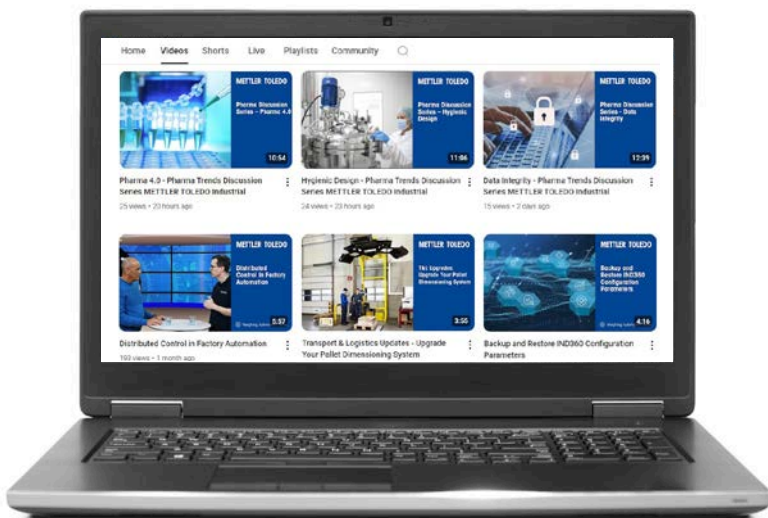 Home Videos Shorts Live Playlists Community
METTLER TOLEDO
Pharma Discussion
Series - Pharma 4.0
10:54
METTLER TOLEDO
Pharma Discussion
Series - Hygienic
Design
11:06
METTLER TOLEDO
Pharma Discussion
Series - Data
Integrity
12:39
Pharma 4.0 - Pharma Trends Discussion
Series METTLER TOLEDO Industrial
25 views • 20 hours ago
Hygienic Design - Pharma Trends Discussion
Series METTLER TOLEDO Industrial
24 views • 23 hours ago
Data Integrity - Pharma Trends Discussion
Series METTLER TOLEDO Industrial
15 views • 2 days ago
METTLER TOLEDO
Distributed
Control in Factory
Automation
5:57
METTLER TOLEDO
T&L Upgrades
Upgrade Your Pallet
Dimensioning System
3:55
METTLER TOLEDO
Backup and
Restore IND360
Configuration
Parameters
4:16
Distributed Control in Factory Automation
193 views • 1 month ago
Transport & Logistics Updates - Upgrade
Your Pallet Dimensioning System
Backup and Restore IND360 Configuration
Parameters